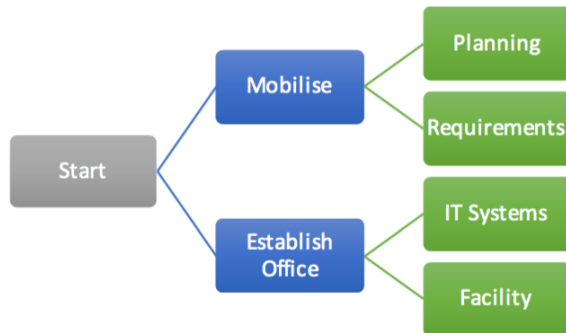 Planning
Mobilise
Requirements
Start
IT Systems
Establish
Office
Facility